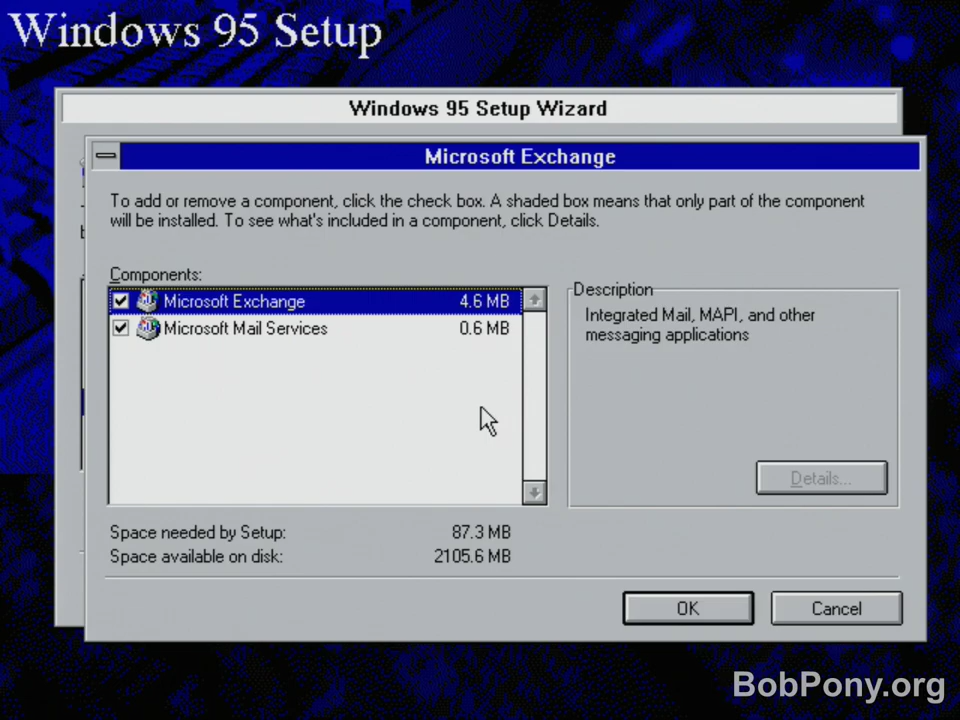 Windows 95 Setup
Windows 95 Setup Wizard
Microsoft Exchange
To add or remove a component, click the check box. A shaded box means that only part of the component
will be installed. To see what's included in a component, click Details.
Components:
Microsoft Exchange 4.6 MB
Microsoft Mail Services 0.6 MB
Description
Integrated Mail, MAPI, and other
messaging applications
Details...
Space needed by Setup: 87.3 MB
Space available on disk: 2105.6 MB
OK
Cancel
BobPony.org